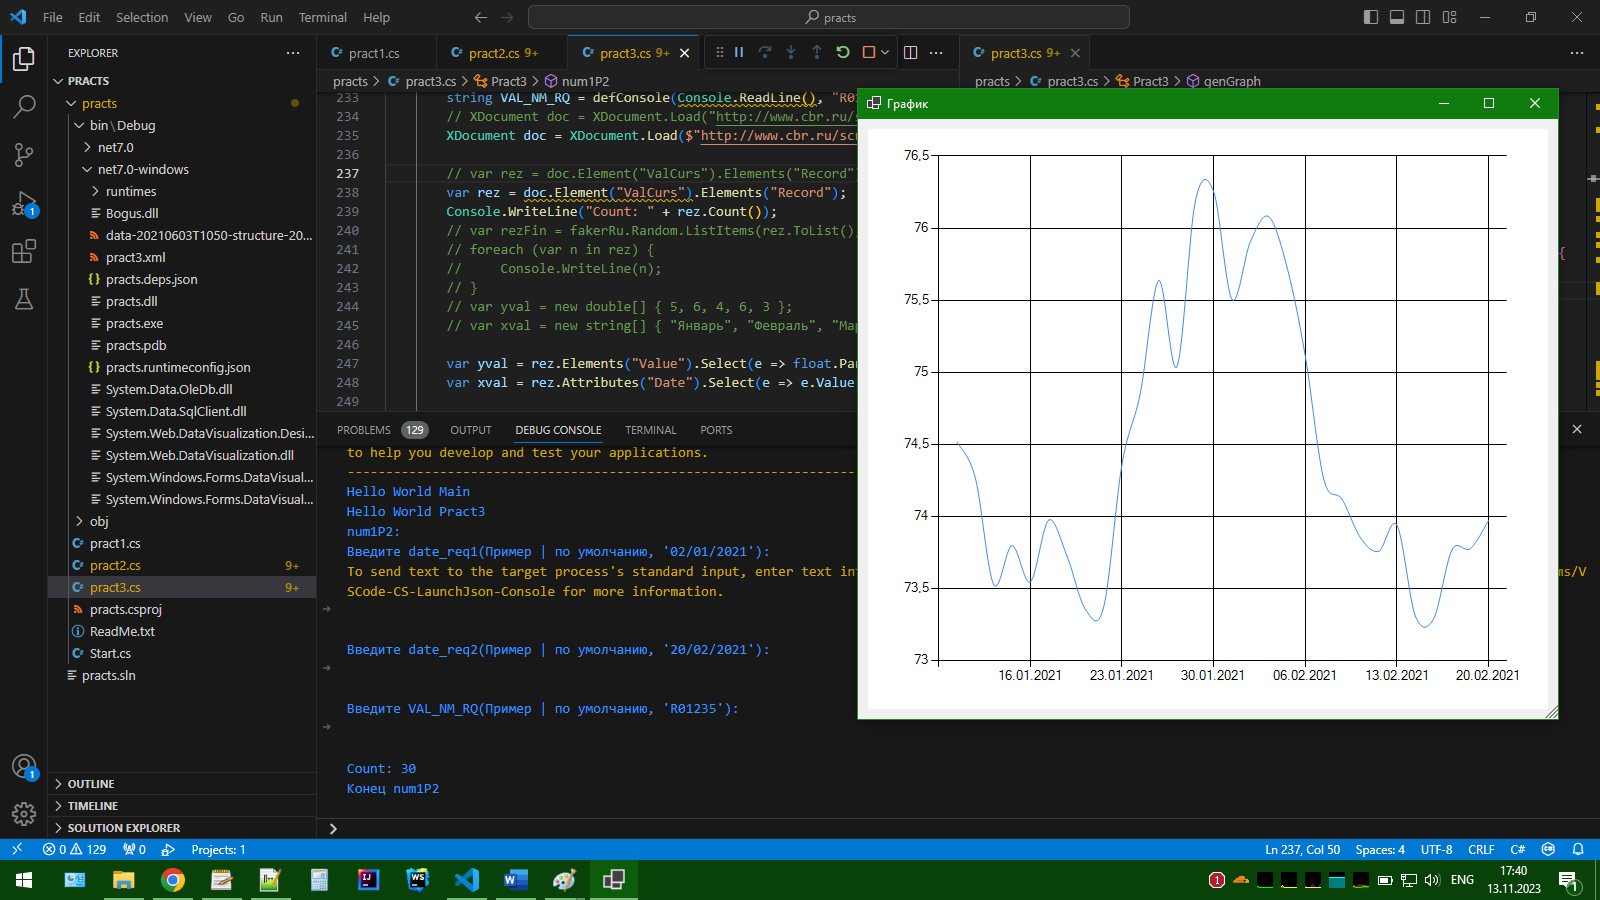 File Edit Selection View Go Run Terminal Help
practs
EXPLORER
PRACTS
practs
bin\Debug
net7.0
net7.0-windows
runtimes
Bogus.dll
data-20210603T1050-structure-20...
pract3.xml
practs.deps.json
practs.dll
practs.exe
practs.pdb
practs.runtimeconfig.json
System.Data.OleDb.dll
System.Data.SqlClient.dll
System.Web.DataVisualization.Desi...
System.Web.DataVisualization.dll
System.Windows.Forms.DataVisual...
System.Windows.Forms.DataVisual...
obj
pract1.cs
pract2.cs 9+
pract3.cs 9+
practs.csproj
ReadMe.txt
Start.cs
practs.sln
OUTLINE
TIMELINE
SOLUTION EXPLORER
pract1.cs pract2.cs 9+ pract3.cs 9+
practs > pract3.cs > Pract3 > num1P2
233 string VAL_NM_RQ = defConsole(Console.ReadLine(), "R0
234 // XDocument doc = XDocument.Load("http://www.cbr.ru/s
235 XDocument doc = XDocument.Load($"http://www.cbr.ru/sc
236
237 // var rez = doc.Element("ValCurs").Elements("Record"
238 var rez = doc.Element("ValCurs").Elements("Record");
239 Console.WriteLine("Count: " + rez.Count());
240 // var rezFin = fakerRu.Random.ListItems(rez.ToList()
241 // foreach (var n in rez) {
242 //     Console.WriteLine(n);
243 // }
244 // var yval = new double[] { 5, 6, 4, 6, 3 };
245 // var xval = new string[] { "Январь", "Февраль", "Мар
246
247 var yval = rez.Elements("Value").Select(e => float.Par
248 var xval = rez.Attributes("Date").Select(e => e.Value
249
pract3.cs 9+
practs > pract3.cs > Pract3 > genGraph
{
График
76,5
76
75,5
75
74,5
74
73,5
73
16.01.2021 23.01.2021 30.01.2021 06.02.2021 13.02.2021 20.02.2021
PROBLEMS 129 OUTPUT DEBUG CONSOLE TERMINAL PORTS
to help you develop and test your applications.
--------------------------------------------------------------------
Hello World Main
Hello World Pract3
num1P2:
Введите date_req1(Пример | по умолчанию, '02/01/2021'):
To send text to the target process's standard input, enter text in
ms/V
SCode-CS-LaunchJson-Console for more information.
Введите date_req2(Пример | по умолчанию, '20/02/2021'):
Введите VAL_NM_RQ(Пример | по умолчанию, 'R01235'):
Count: 30
Конец num1P2
1
1
0 129 0 Projects: 1
Ln 237, Col 50 Spaces: 4 UTF-8 CRLF C#
ENG
17:40
13.11.2023
1